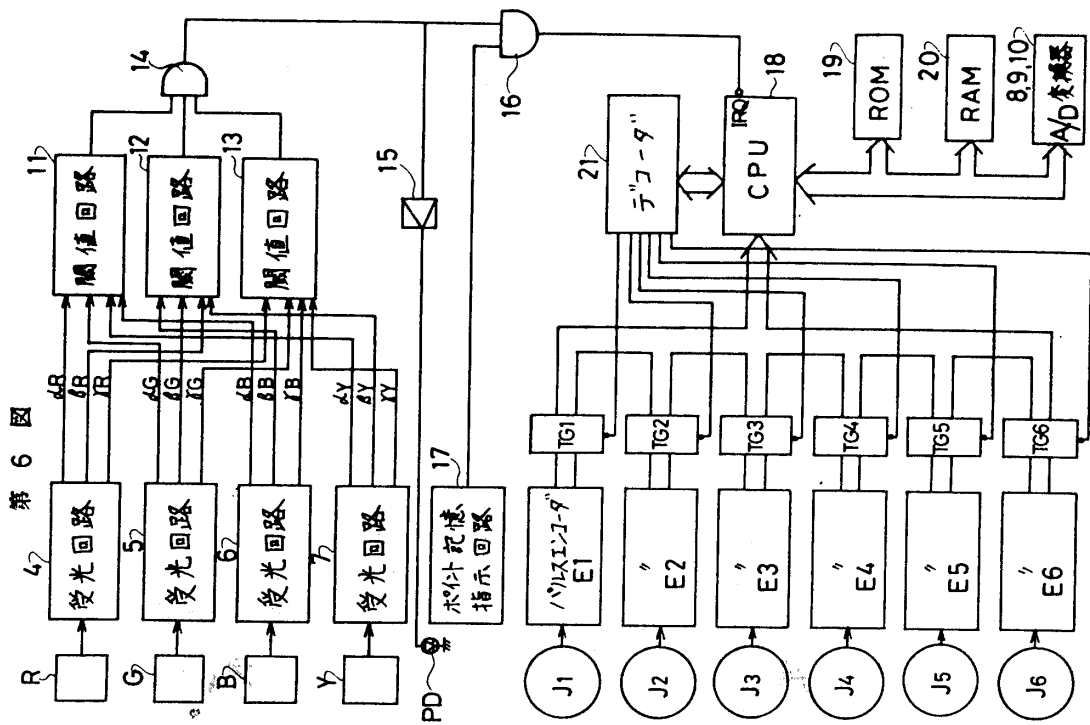 第 6 図
R
4
受光回路
αR
βR
γR
11
閾値回路
14
G
5
受光回路
αG
βG
γG
12
閾値回路
B
6
受光回路
αB
βB
γB
13
閾値回路
Y
7
受光回路
αY
βY
γY
15
PD
17
ポイント記憶
指示回路
16
J1
パルスエンコーダ
E1
TG1
21
デコーダ
IRQ
18
CPU
19
ROM
J2
〃
E2
TG2
20
RAM
J3
〃
E3
TG3
8,9,10
A/D変換器
J4
〃
E4
TG4
J5
〃
E5
TG5
J6
〃
E6
TG6